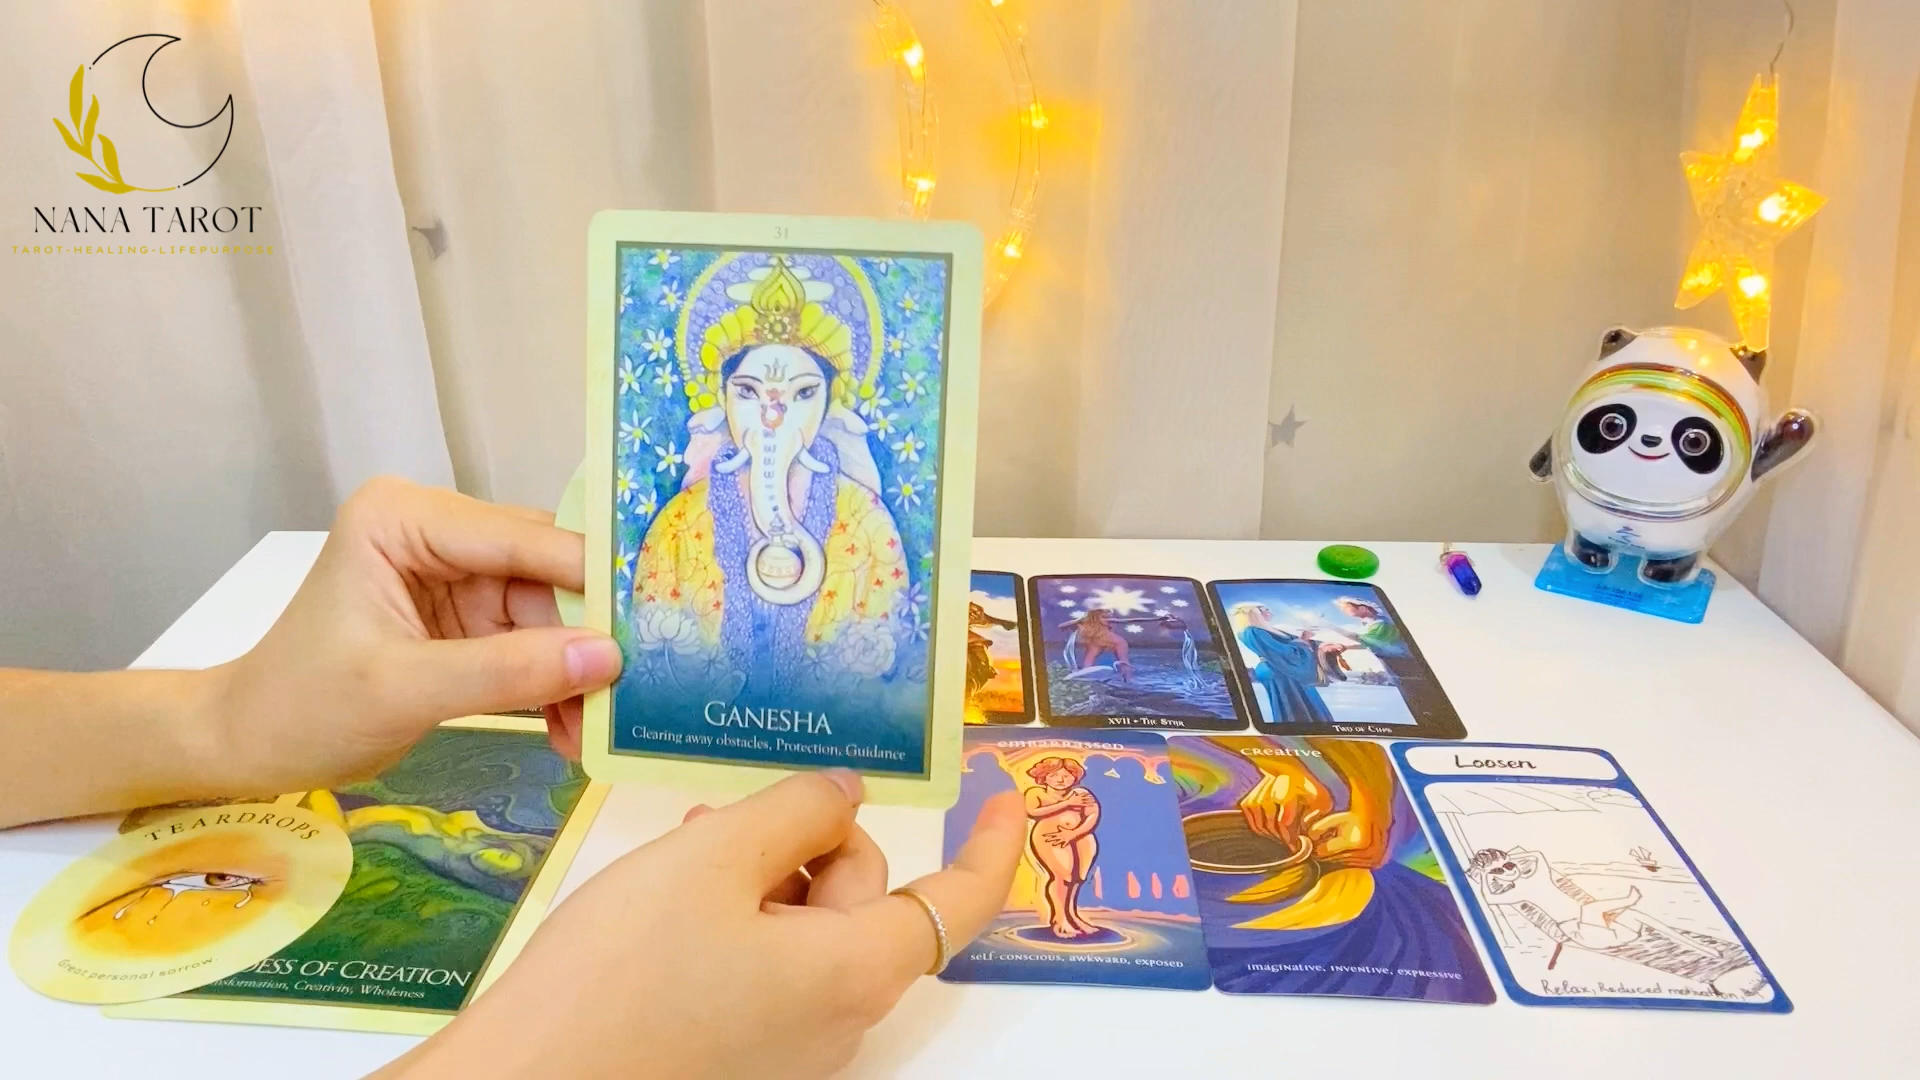 NANA TAROT
TAROT-HEALING-LIFEPURPOSE
31
GANESHA
Clearing away obstacles, Protection, Guidance
XVII • The Star
Two of Cups
embarrassed
self-conscious, awkward, exposed
creative
imaginative, inventive, expressive
Loosen
Relax, Reduced motivation,
TEARDROPS
Great personal sorrow.
ESS OF CREATION
nsformation, Creativity, Wholeness